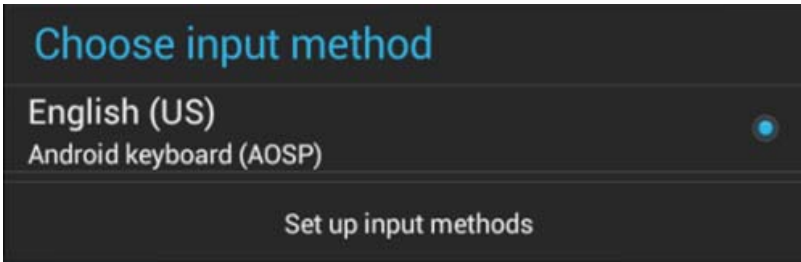 Choose input method
English (US)
Android keyboard (AOSP)
Set up input methods